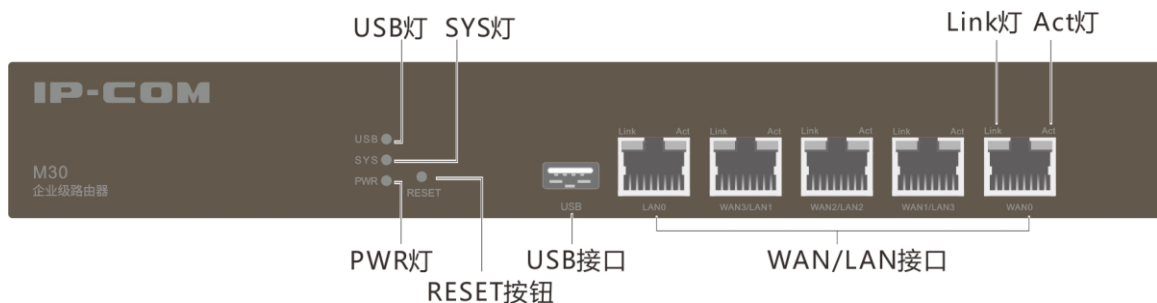 USB灯 SYS灯
Link灯 Act灯
IP-COM
M30
企业级路由器
USB
SYS
PWR
RESET
USB
Link Act
Link Act
Link Act
Link Act
Link Act
LAN0
WAN3/LAN1
WAN2/LAN2
WAN1/LAN3
WAN0
PWR灯
RESET按钮
USB接口
WAN/LAN接口